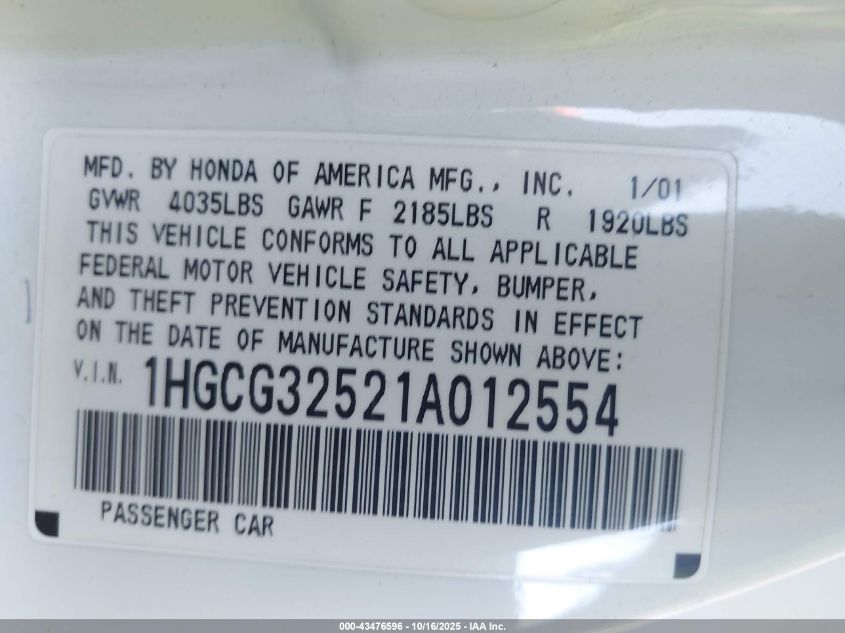 MFD. BY HONDA OF AMERICA MFG., INC. 1/01
GVWR 4035LBS GAWR F 2185LBS R 1920LBS
THIS VEHICLE CONFORMS TO ALL APPLICABLE
FEDERAL MOTOR VEHICLE SAFETY, BUMPER,
AND THEFT PREVENTION STANDARDS IN EFFECT
ON THE DATE OF MANUFACTURE SHOWN ABOVE:
V.I.N. 1HGCG32521A012554
PASSENGER CAR
000-43476596 - 10/16/2025 - IAA Inc.